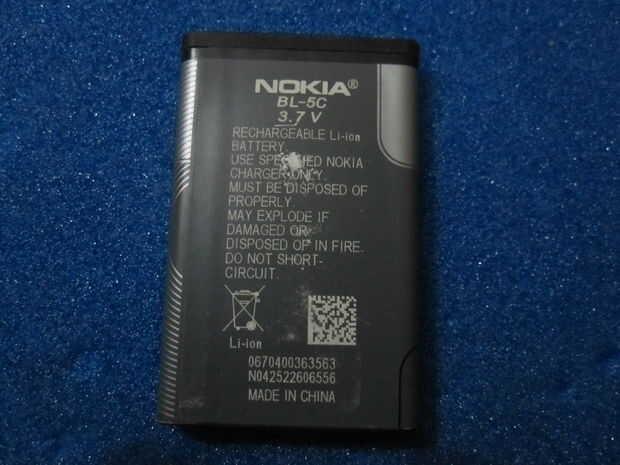 NOKIA®
BL-5C
3.7 V
RECHARGEABLE Li-ion
BATTERY.
USE SPECIFIED NOKIA
CHARGER ONLY.
MUST BE DISPOSED OF
PROPERLY.
MAY EXPLODE IF
DAMAGED OR
DISPOSED OF IN FIRE.
DO NOT SHORT-
CIRCUIT.
Li-ion
0670400363563
N042522606556
MADE IN CHINA